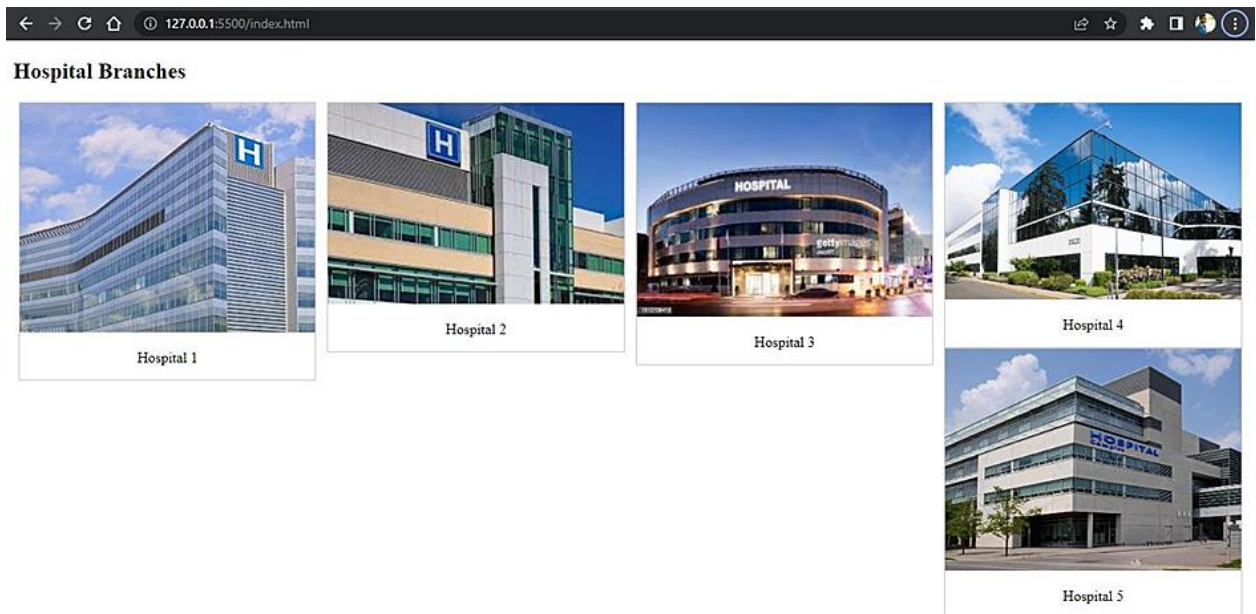 127.0.0.1:5500/index.html
Hospital Branches
H
H
HOSPITAL
gettyimages
Hospital 1
Hospital 2
Hospital 3
Hospital 4
HOSPITAL
Hospital 5